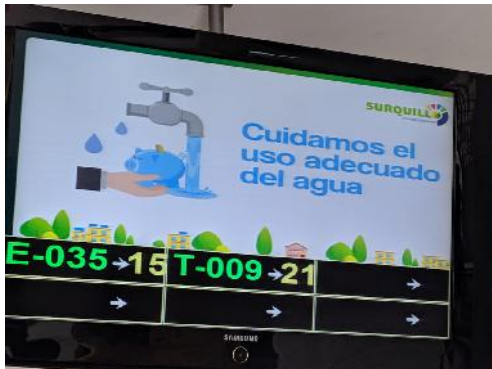 SURQUILLO
Cuidamos el
uso adecuado
del agua
E-035 → 15 T-009 → 21 →
→ → →
SAMSUNG